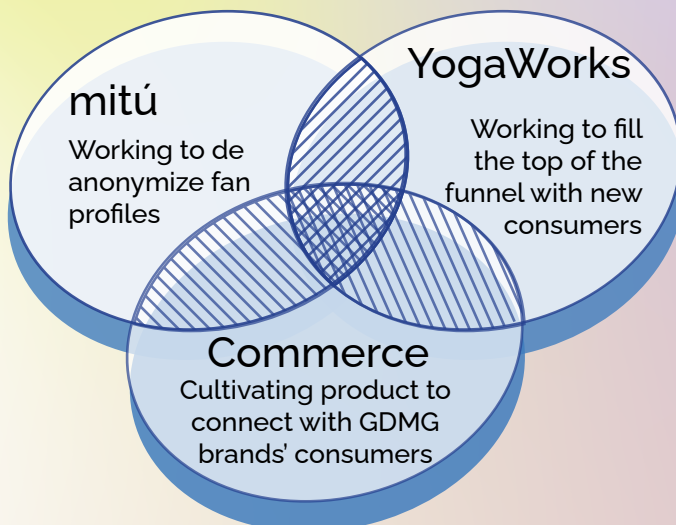 mitú
Working to de
anonymize fan
profiles
YogaWorks
Working to fill
the top of the
funnel with new
consumers
Commerce
Cultivating product to
connect with GDMG
brands’ consumers